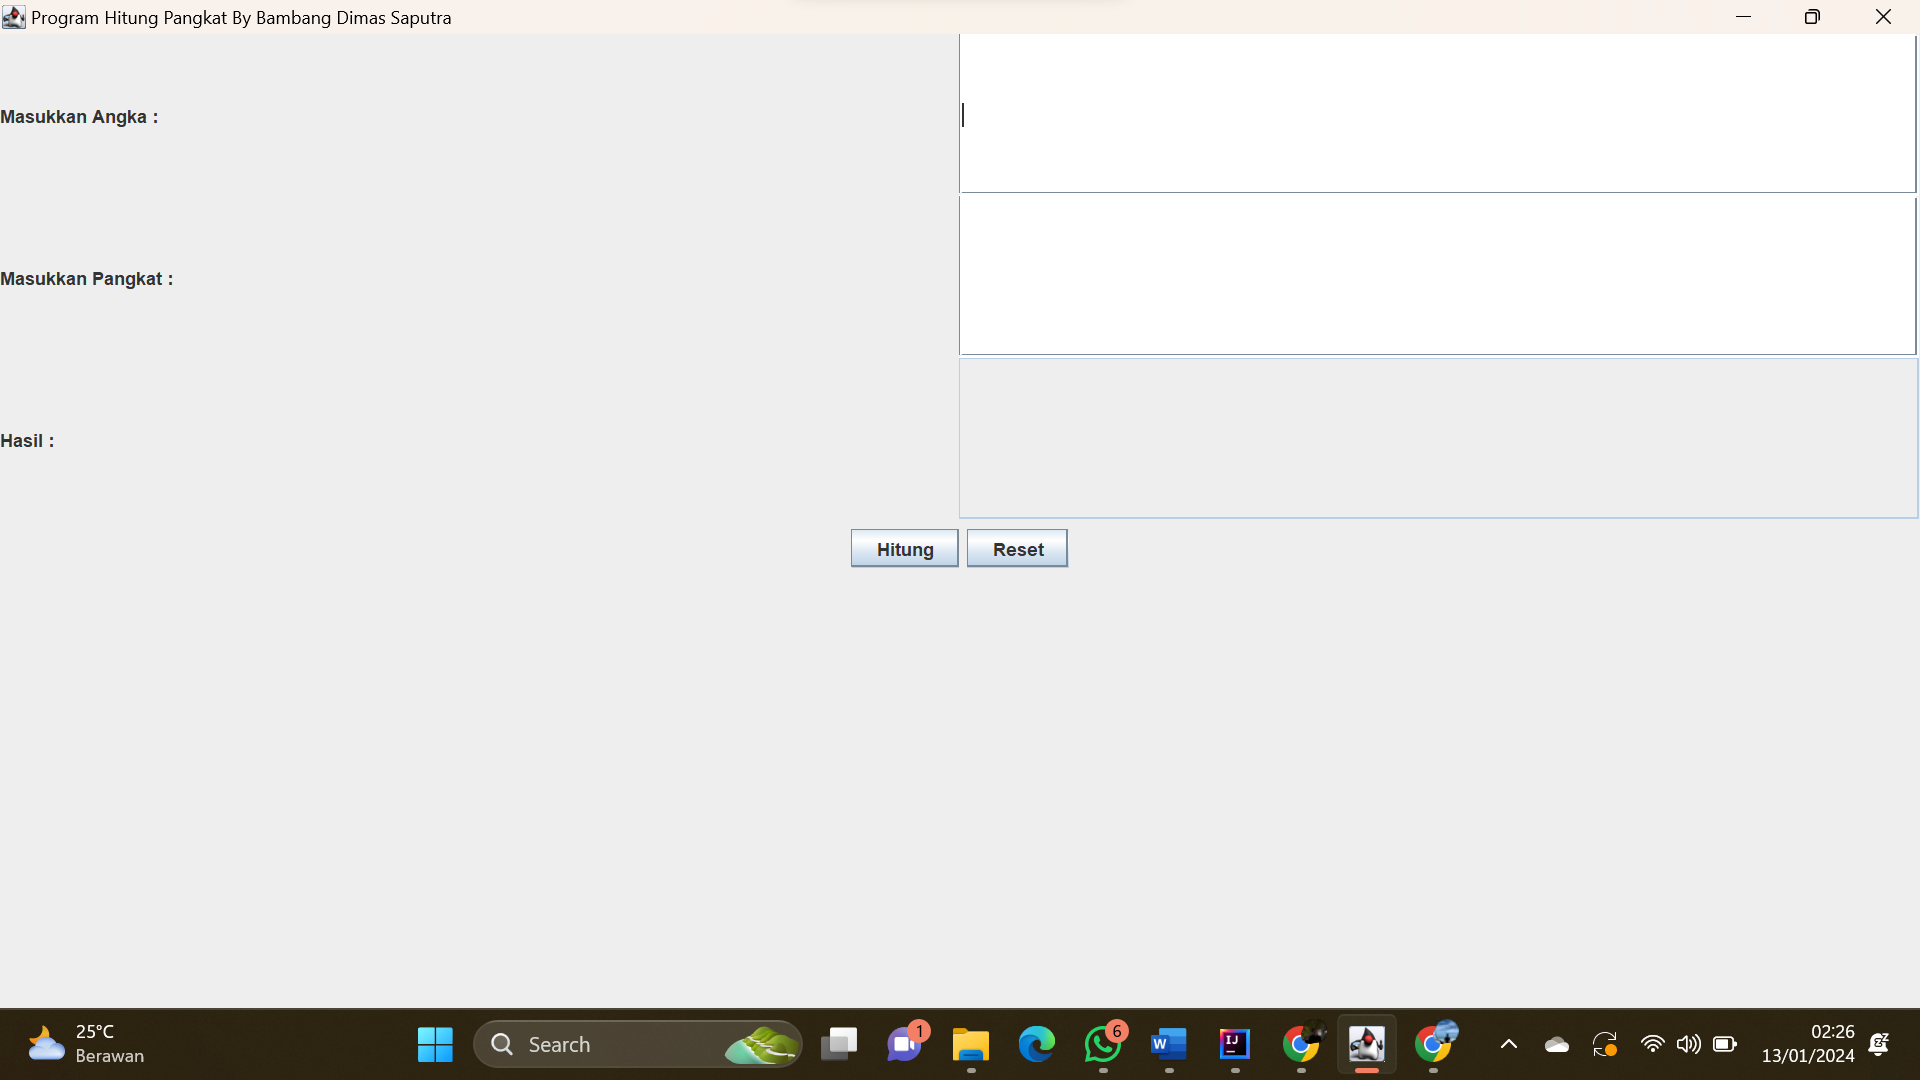 Program Hitung Pangkat By Bambang Dimas Saputra
Masukkan Angka :
Masukkan Pangkat :
Hasil :
Hitung
Reset
25°C
Berawan
Search
1
6
W
IJ
02:26
13/01/2024